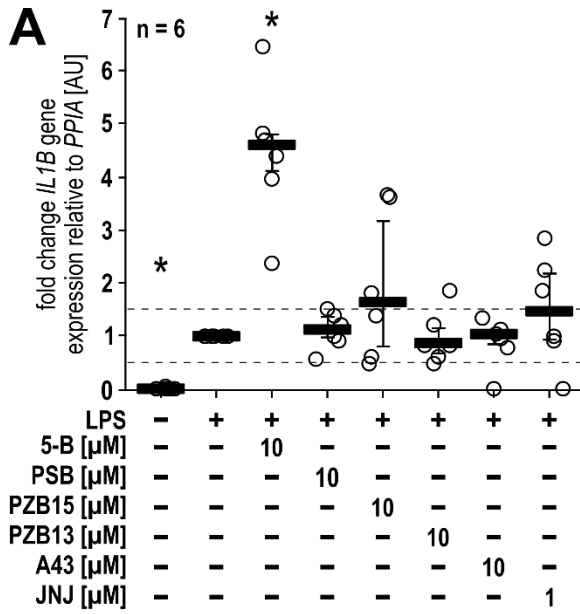 A
n = 6
fold change IL1B gene
expression relative to PPIA [AU]
7
6
5
4
3
2
1
0
*
*
LPS − + + + + + + +
5-B [µM] − − 10 − − − − −
PSB [µM] − − − 10 − − − −
PZB15 [µM] − − − − 10 − − −
PZB13 [µM] − − − − − 10 − −
A43 [µM] − − − − − − 10 −
JNJ [µM] − − − − − − − 1